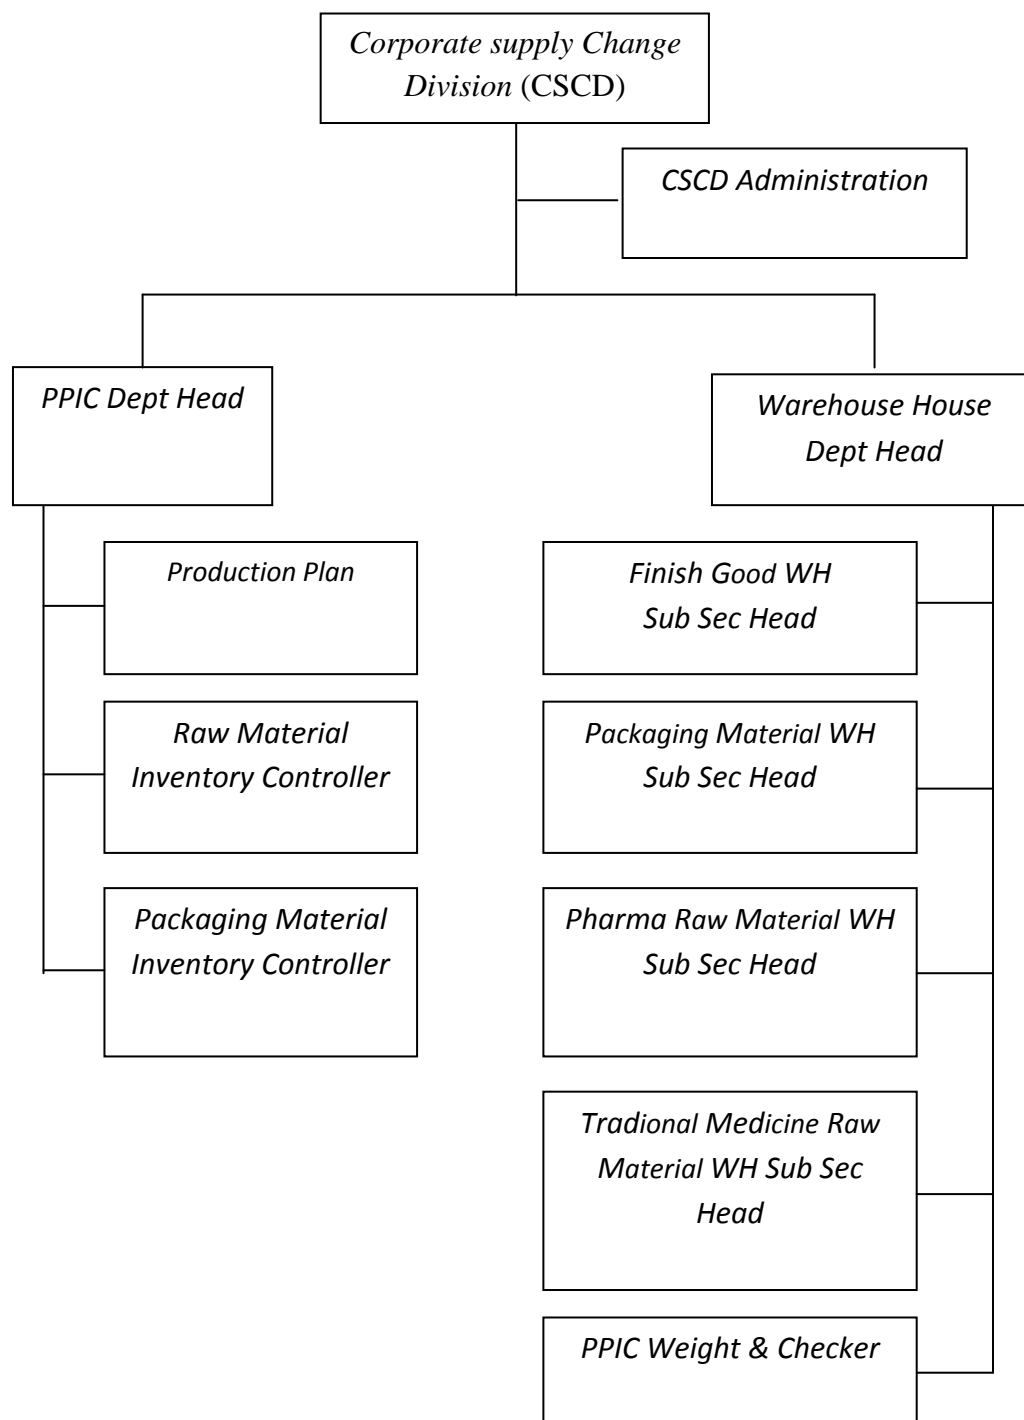 Corporate supply Change
Division (CSCD)
CSCD Administration
PPIC Dept Head
Warehouse House
Dept Head
Production Plan
Raw Material
Inventory Controller
Packaging Material
Inventory Controller
Finish Good WH
Sub Sec Head
Packaging Material WH
Sub Sec Head
Pharma Raw Material WH
Sub Sec Head
Tradional Medicine Raw
Material WH Sub Sec
Head
PPIC Weight & Checker